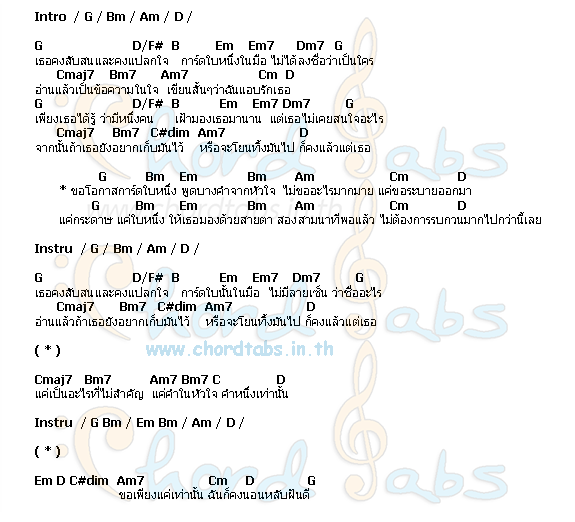 Intro / G / Bm / Am / D /
G D/F# B Em Em7 Dm7 G
เธอคงสับสนและคงแปลกใจ การ์ดใบหนึ่งในมือ ไม่ได้ลงชื่อว่าเป็นใคร
Cmaj7 Bm7 Am7 Cm D
อ่านแล้วเป็นข้อความในใจ เขียนสั้นๆว่าฉันแอบรักเธอ
G D/F# B Em Em7 Dm7 G
เพียงเธอได้รู้ ว่ามีหนึ่งคน เฝ้ามองเธอมานาน แต่เธอไม่เคยสนใจอะไร
Cmaj7 Bm7 C#dim Am7 D
จากนั้นถ้าเธอยังอยากเก็บมันไว้ หรือจะโยนทิ้งมันไป ก็คงแล้วแต่เธอ
G Bm Em Bm Am Cm D
* ขอโอกาสการ์ดใบหนึ่ง พูดบางคำจากหัวใจ ไม่ขออะไรมากมาย แค่ขอระบายออกมา
G Bm Em Bm Am Cm D
แค่กระดาษ แค่ใบหนึ่ง ให้เธอมองด้วยสายตา สองสามนาทีพอแล้ว ไม่ต้องการรบกวนมากไปกว่านี้เลย
Instru / G / Bm / Am / D /
G D/F# B Em Em7 Dm7 G
เธอคงสับสนและคงแปลกใจ การ์ดใบนั้นในมือ ไม่มีลายเซ็น ว่าชื่ออะไร
Cmaj7 Bm7 C#dim Am7 D
อ่านแล้วถ้าเธอยังอยากเก็บมันไว้ หรือจะโยนทิ้งมันไป ก็คงแล้วแต่เธอ
( * )
www.chordtabs.in.th
Cmaj7 Bm7 Am7 Bm7 C D
แค่เป็นอะไรที่ไม่สำคัญ แค่คำในหัวใจ คำหนึ่งเท่านั้น
Instru / G Bm / Em Bm / Am / D /
( * )
Em D C#dim Am7 Cm D G
ขอเพียงแค่เท่านั้น ฉันก็คงนอนหลับฝันดี